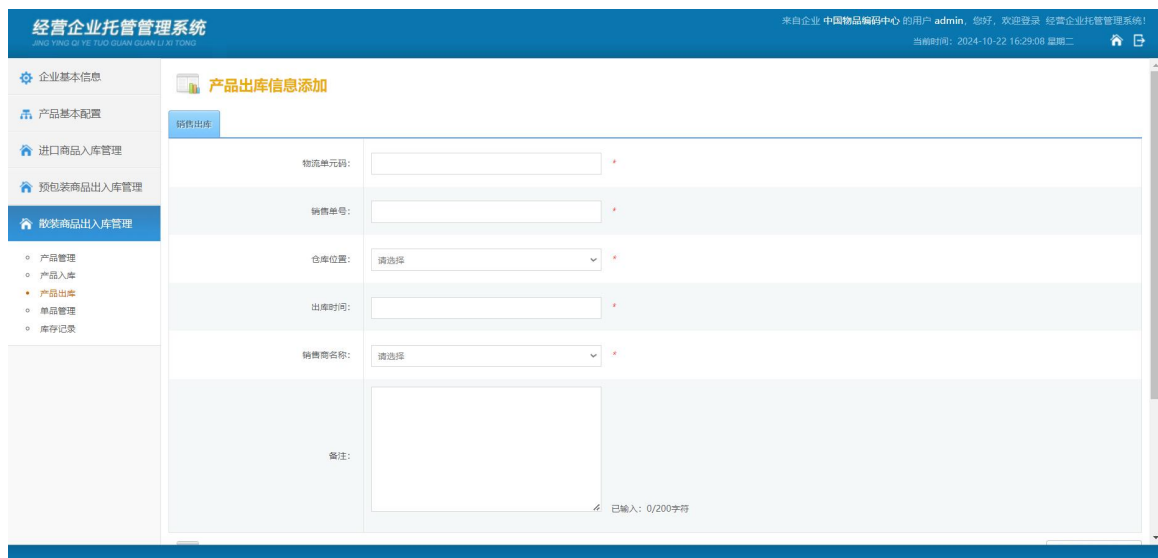 经营企业托管管理系统
JING YING QI YE TUO GUAN GUAN LI XI TONG
来自企业 中国物品编码中心 的用户 admin，您好，欢迎登录 经营企业托管管理系统!
当前时间：2024-10-22 16:29:08 星期二
企业基本信息
产品基本配置
进口商品入库管理
预包装商品出入库管理
散装商品出入库管理
产品管理
产品入库
产品出库
单品管理
库存记录
产品出库信息添加
销售出库
物流单元码：
*
销售单号：
*
仓库位置：
请选择
*
出库时间：
*
销售商名称：
请选择
*
备注：
已输入：0/200字符